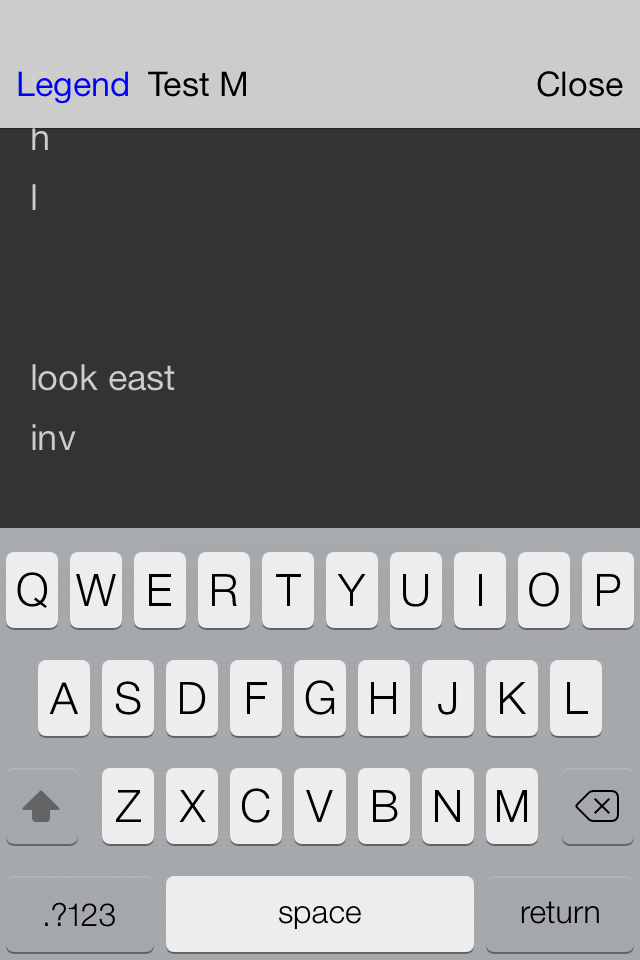 Legend Test M Close
h
l
look east
inv
Q W E R T Y U I O P
A S D F G H J K L
Z X C V B N M
.?123 space return